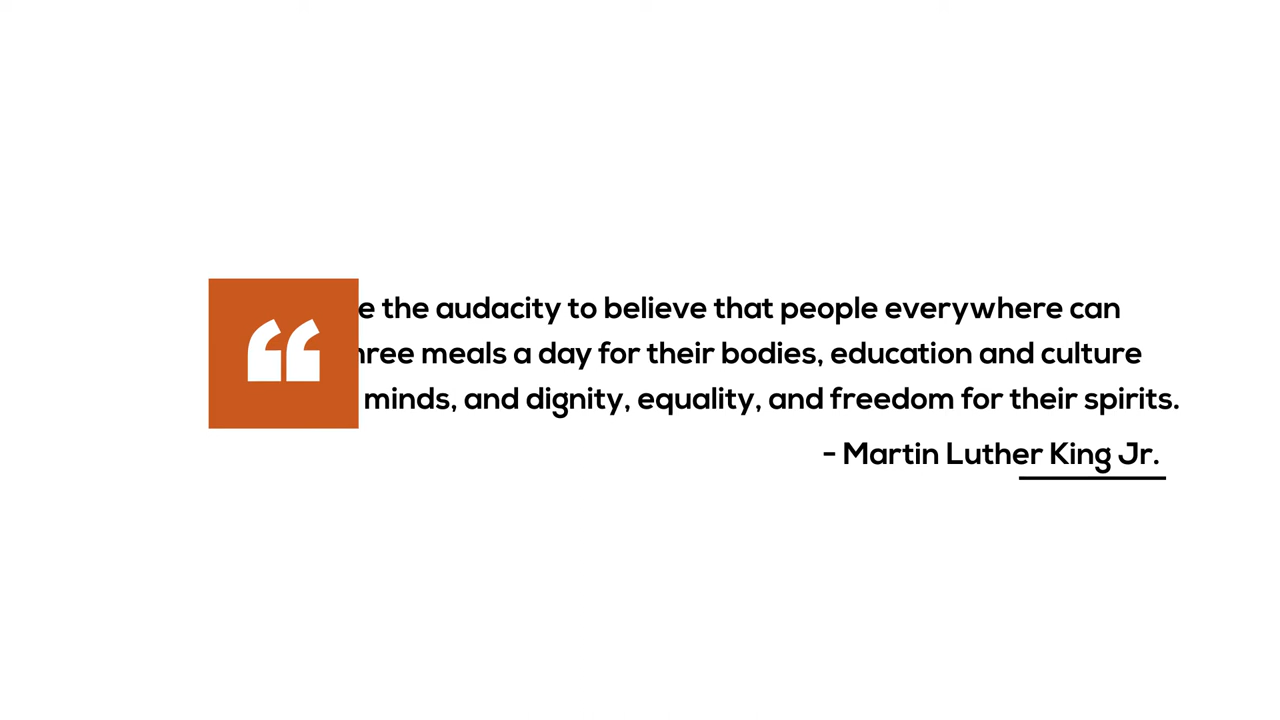 “
the audacity to believe that people everywhere can
meals a day for their bodies, education and culture
minds, and dignity, equality, and freedom for their spirits.
- Martin Luther King Jr.